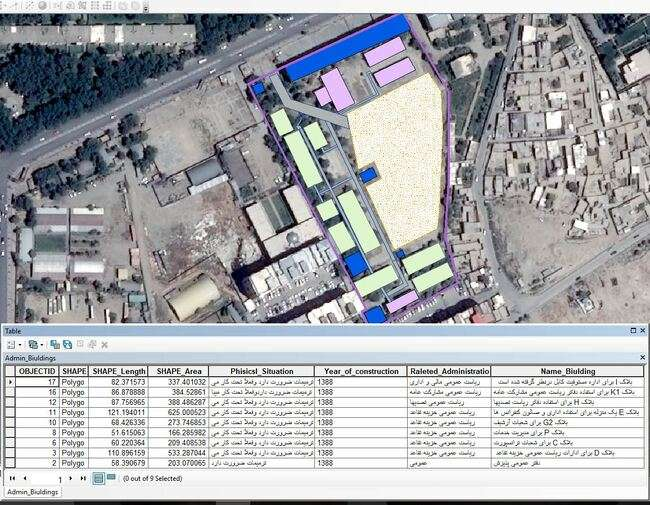 Table
Admin_Biuldings
OBJECTID SHAPE SHAPE_Length SHAPE_Area Phisicsl_Situation Year_of_construction Raleted_Administratio Name_Biulding
17 Polygo 82.371573 337.401032 ترمیمات ضرورت دارد وفعلاً تحت کار می 1388 ریاست عمومی مالی و اداری بلاک I برای اداره مستوفیت کابل درنظر گرفته شده است
16 Polygo 86.878888 384.52861 ترمیمات ضرورت داردوفعلاً تحت کار میبا 1388 ریاست عمومی مشارکت عامه بلاک K1 برای استفاده دفاتر ریاست عمومی مشارکت عامه
12 Polygo 87.756965 388.486287 ترمیمات ضرورت دارد وفعلاً تحت کار می 1388 ریاست عمومی تصدیها بلاک H برای استفاده دفاتر ریاست تصدیها
11 Polygo 121.194011 625.000523 ترمیمات ضرورت دارد وفعلاً تحت کار می 1388 ریاست عمومی خزینه تقاعد بلاک E یک منزله برای استفاده اداری و صالون کنفرانس ها
10 Polygo 68.426336 273.746853 ترمیمات ضرورت دارد وفعلاً تحت کار می 1388 ریاست عمومی خزینه تقاعد بلاک G2 برای شعبات آرشیف
8 Polygo 51.615063 166.285982 ترمیمات ضرورت دارد وفعلاً تحت کار می 1388 ریاست عمومی خزینه تقاعد بلاک P برای مدیریت خدمات
6 Polygo 60.220364 209.408538 ترمیمات ضرورت دارد وفعلاً تحت کار می 1388 ریاست عمومی خزینه تقاعد بلاک C برای شعبات ترانسپورت
3 Polygo 110.896159 533.287044 ترمیمات ضرورت دارد وفعلاً تحت کار می 1388 ریاست عمومی خزینه تقاعد بلاک D برای ادارات ریاست عمومی خزینه تقاعد
2 Polygo 58.390679 203.070065 ترمیمات ضرورت دارد 1388 عمومی دفتر عمومی پذیرش
1 (0 out of 9 Selected)
Admin_Biuldings